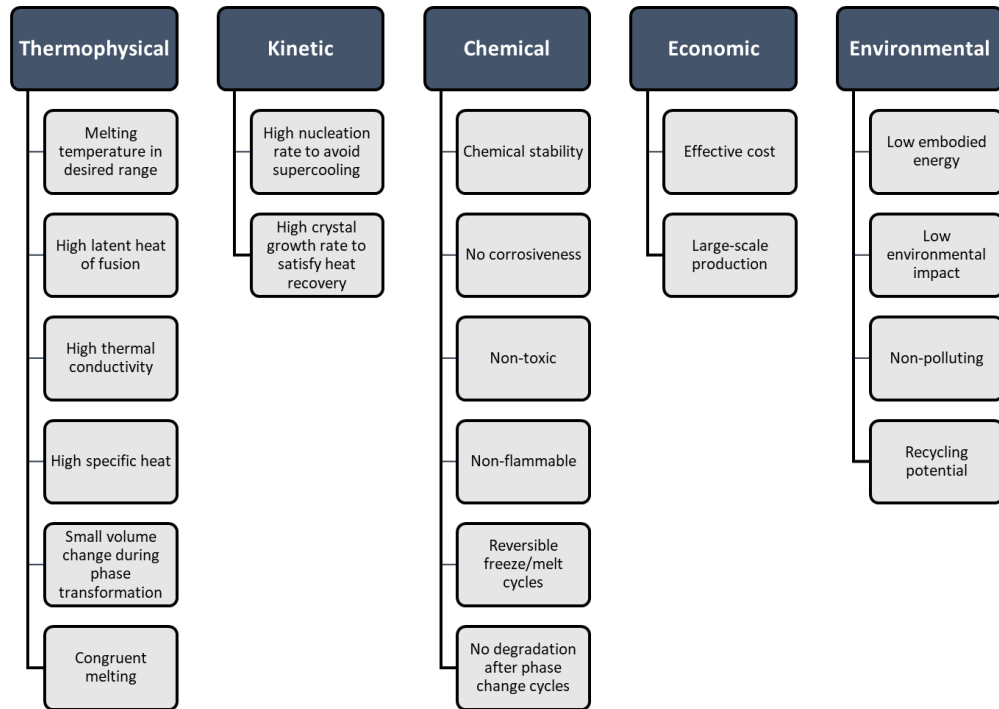 Thermophysical
Melting
temperature in
desired range
High latent heat
of fusion
High thermal
conductivity
High specific heat
Small volume
change during
phase
transformation
Congruent
melting
Kinetic
High nucleation
rate to avoid
supercooling
High crystal
growth rate to
satisfy heat
recovery
Chemical
Chemical stability
No corrosiveness
Non-toxic
Non-flammable
Reversible
freeze/melt
cycles
No degradation
after phase
change cycles
Economic
Effective cost
Large-scale
production
Environmental
Low embodied
energy
Low
environmental
impact
Non-polluting
Recycling
potential